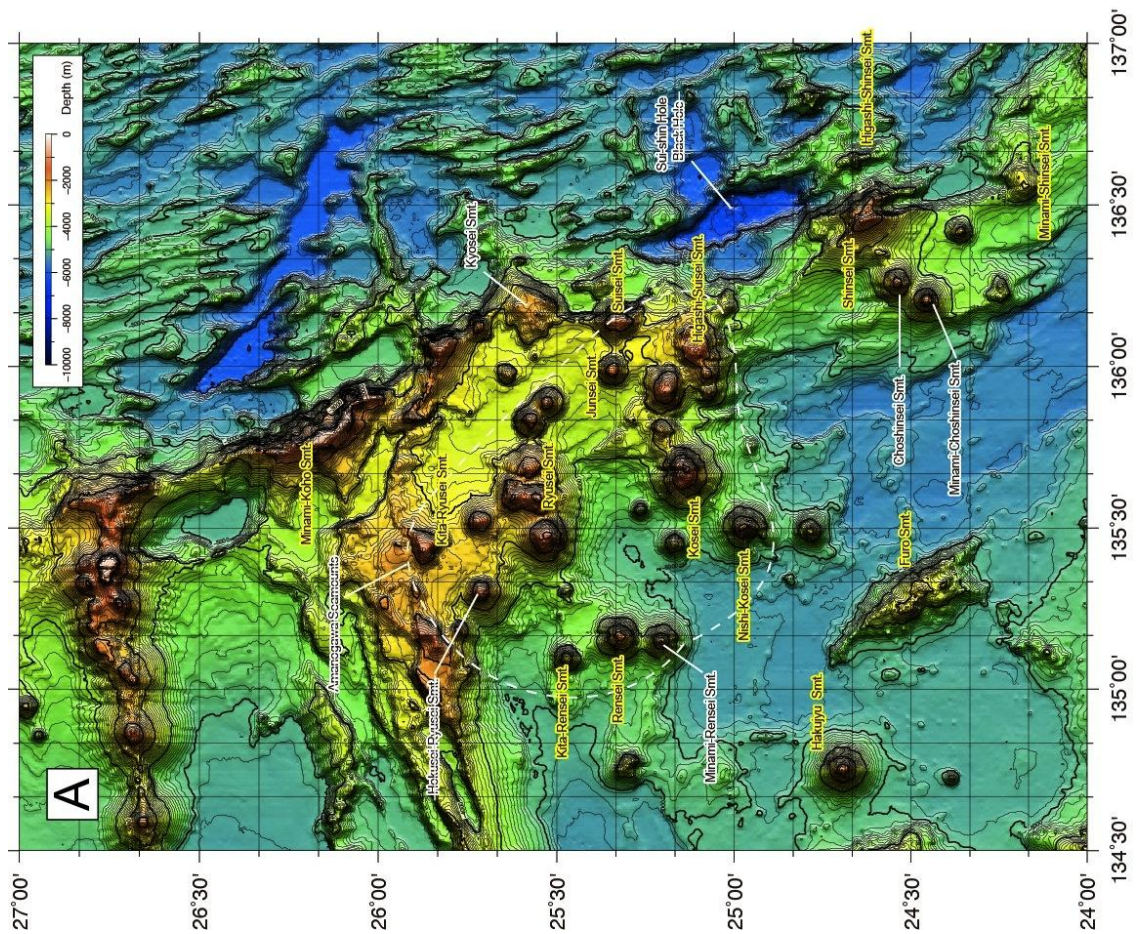 A
−10000 −8000 −6000 −4000 −2000 0
Depth (m)
27˚00'
26˚30'
26˚00'
25˚30'
25˚00'
24˚30'
24˚00'
134˚30'
135˚00'
135˚30'
136˚00'
136˚30'
137˚00'
Minami-Kaho Smt.
Amanogawa Seamounts
Kita-Ryusei Smt.
Kyosei Smt.
Hokusei-Ryusei Smt.
Ryusei Smt.
Junsei Smt.
Kita-Rensei Smt.
Suisei Smt.
Rensei Smt.
Sui-shin Hole
Black Hole
Kosei Smt.
Higashi-Suisei Smt.
Minami-Rensei Smt.
Nishi-Kosei Smt.
Hakuyu Smt.
Shinsei Smt.
Higashi-Shinsei Smt.
Furo Smt.
Choshinsei Smt.
Minami-Choshinsei Smt.
Minami-Shinsei Smt.